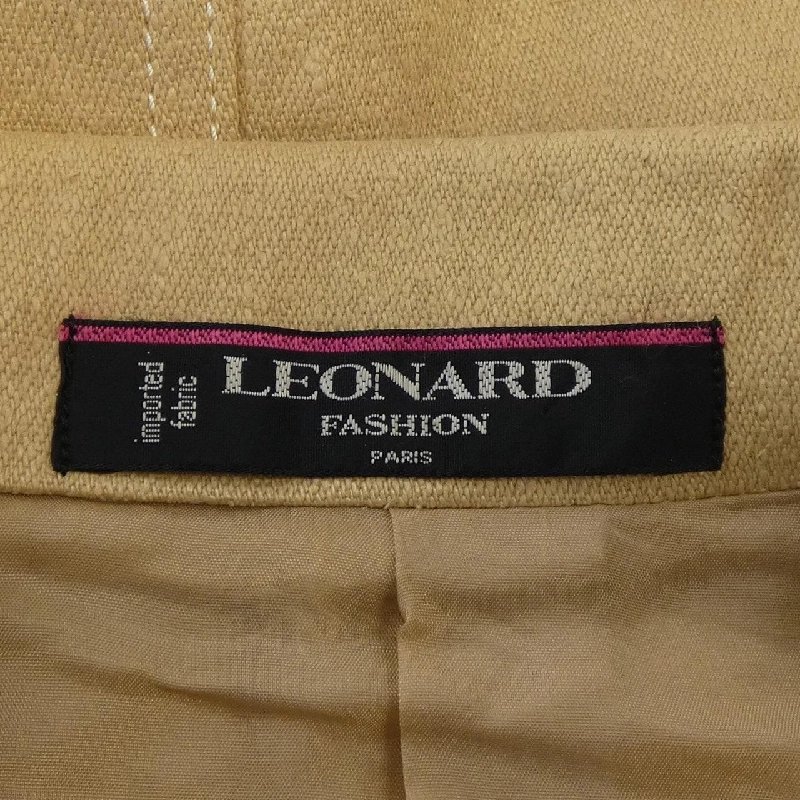 imported
fabric
LEONARD
FASHION
PARIS